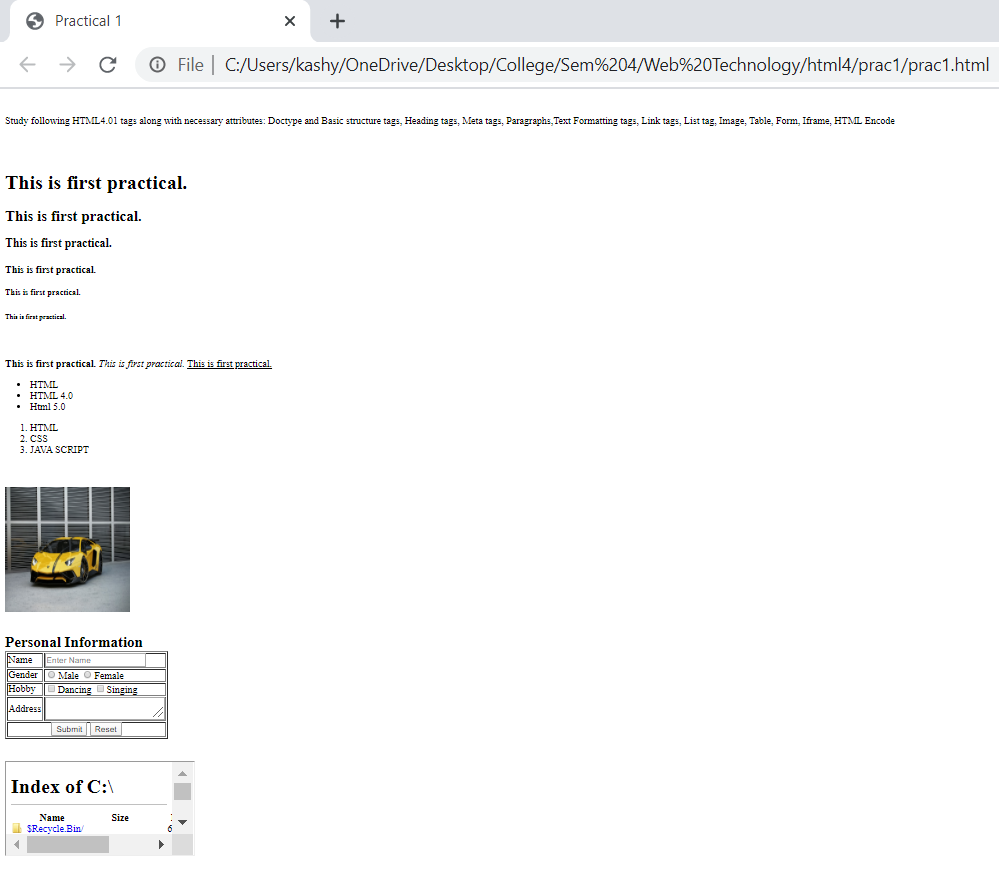 Practical 1
File | C:/Users/kashy/OneDrive/Desktop/College/Sem%204/Web%20Technology/html4/prac1/prac1.html
Study following HTML4.01 tags along with necessary attributes: Doctype and Basic structure tags, Heading tags, Meta tags, Paragraphs,Text Formatting tags, Link tags, List tag, Image, Table, Form, Iframe, HTML Encode
This is first practical.
This is first practical.
This is first practical.
This is first practical.
This is first practical.
This is first practical.
This is first practical. This is first practical. This is first practical.
• HTML
• HTML 4.0
• Html 5.0
1. HTML
2. CSS
3. JAVA SCRIPT
Personal Information
Name Enter Name
Gender Male Female
Hobby Dancing Singing
Address
Submit Reset
Index of C:\
Name Size
$Recycle.Bin/